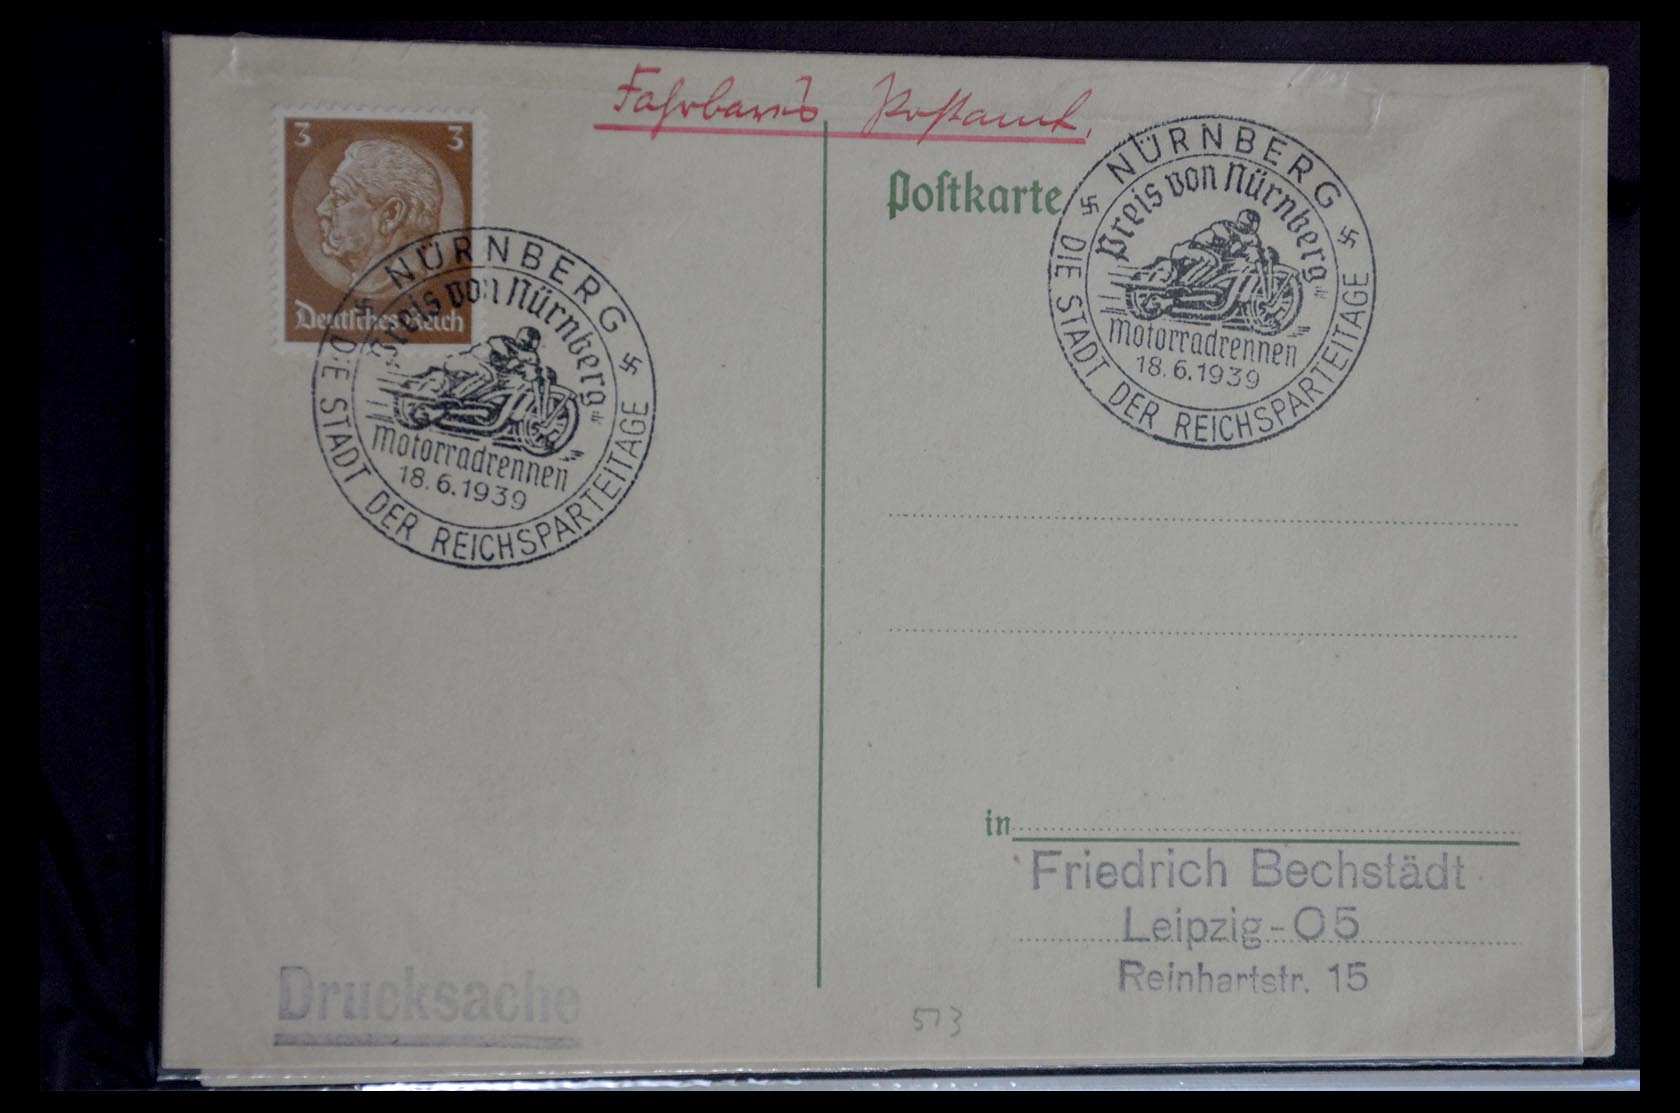 Fahrbares Postamt,
3 3
Deutsches Reich
NÜRNBERG
Preis von Nürnberg
Motorradrennen
18.6.1939
DIE STADT DER REICHSPARTEITAGE
Postkarte
NÜRNBERG
Preis von Nürnberg
Motorradrennen
18.6.1939
DIE STADT DER REICHSPARTEITAGE
in
Friedrich Bechstädt
Leipzig-O5
Reinhartstr. 15
Drucksache
573